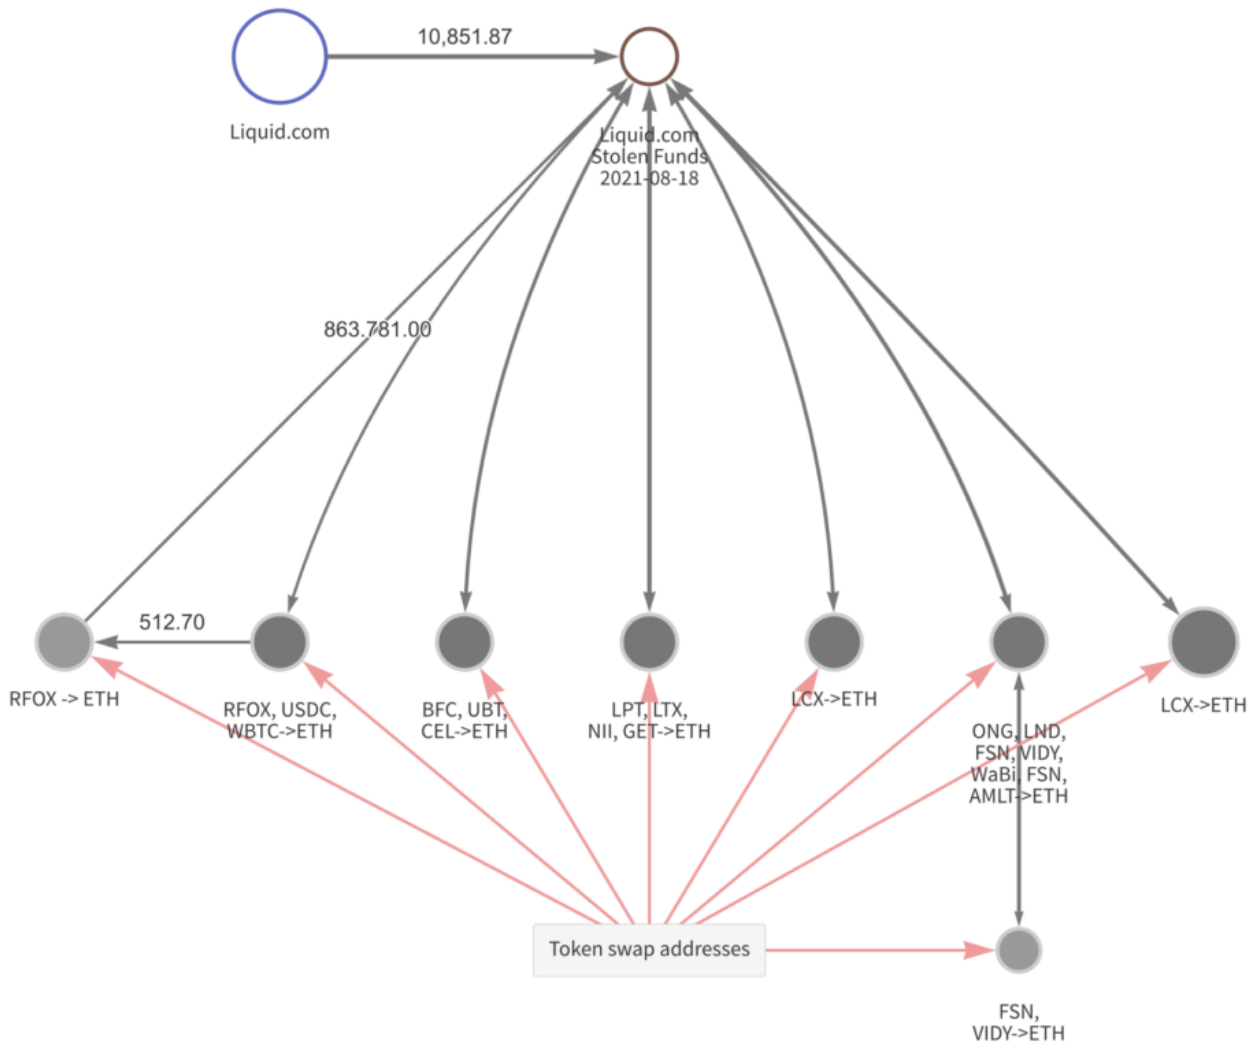 10,851.87
Liquid.com
Liquid.com
Stolen Funds
2021-08-18
863.781.00
512.70
RFOX -> ETH
RFOX, USDC,
WBTC->ETH
BFC, UBT,
CEL->ETH
LPT, LTX,
NII, GET->ETH
LCX->ETH
ONG, LND,
FSN, VIDY,
WaBi, FSN,
AMLT->ETH
LCX->ETH
Token swap addresses
FSN,
VIDY->ETH